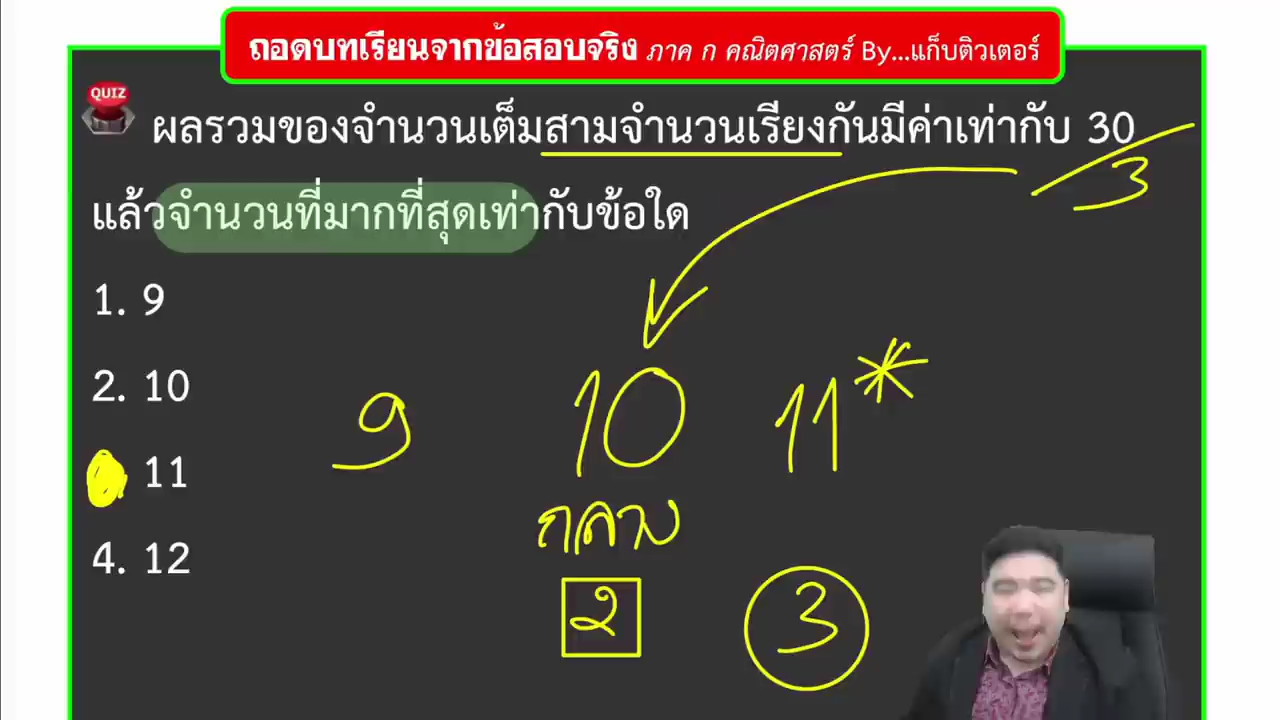 ถอดบทเรียนจากข้อสอบจริง ภาค ก คณิตศาสตร์ By...แก็บติวเตอร์
QUIZ
ผลรวมของจำนวนเต็มสามจำนวนเรียงกันมีค่าเท่ากับ 30
3
แล้วจำนวนที่มากที่สุดเท่ากับข้อใด
1. 9
2. 10
11
4. 12
9 10 11*
กลาง
2 3